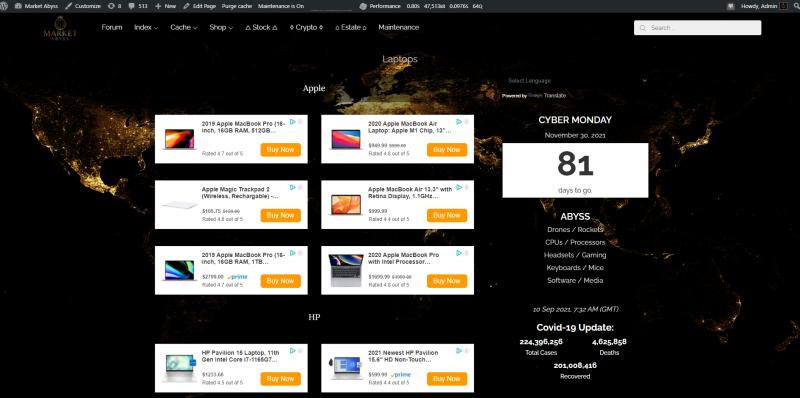 Market Abyss
Customize
8
513
New
Edit Page
Purge cache
Maintenance is On
Performance
0.80s
47,513kB
0.0976s
64Q
Howdy, Admin
MARKET
ABYSS
Forum
Index
Cache
Shop
△ Stock △
◊ Crypto ◊
⌂ Estate ⌂
Maintenance
Search...
Laptops
Select Language
Powered by Google Translate
Apple
2019 Apple MacBook Pro (16-
inch, 16GB RAM, 512GB...
Rated 4.7 out of 5
Buy Now
2020 Apple MacBook Air
Laptop: Apple M1 Chip, 13"...
$949.99 $999.00
Rated 4.8 out of 5
Buy Now
Apple Magic Trackpad 2
(Wireless, Rechargable) -...
$105.75 $129.00
Rated 4.8 out of 5
Buy Now
Apple MacBook Air 13.3" with
Retina Display, 1.1GHz...
$999.99
Rated 4.4 out of 5
Buy Now
2019 Apple MacBook Pro (16-
inch, 16GB RAM, 1TB...
$2799.00 prime
Rated 4.7 out of 5
Buy Now
2020 Apple MacBook Pro
with Intel Processor...
$1699.99
Rated 4.8 out of 5
Buy Now
HP
HP Pavilion 15 Laptop, 11th
Gen Intel Core i7-1165G7...
$1233.66
Rated 4.5 out of 5
Buy Now
2021 Newest HP Pavilion
15.6" HD Non-Touch...
$599.99 prime
Rated 4.4 out of 5
Buy Now
CYBER MONDAY
November 30, 2021
81
days to go.
ABYSS
Drones / Rockets
CPUs / Processors
Headsets / Gaming
Keyboards / Mice
Software / Media
10 Sep 2021, 7:32 AM (GMT)
Covid-19 Update:
224,396,256
Total Cases
4,625,858
Deaths
201,008,416
Recovered